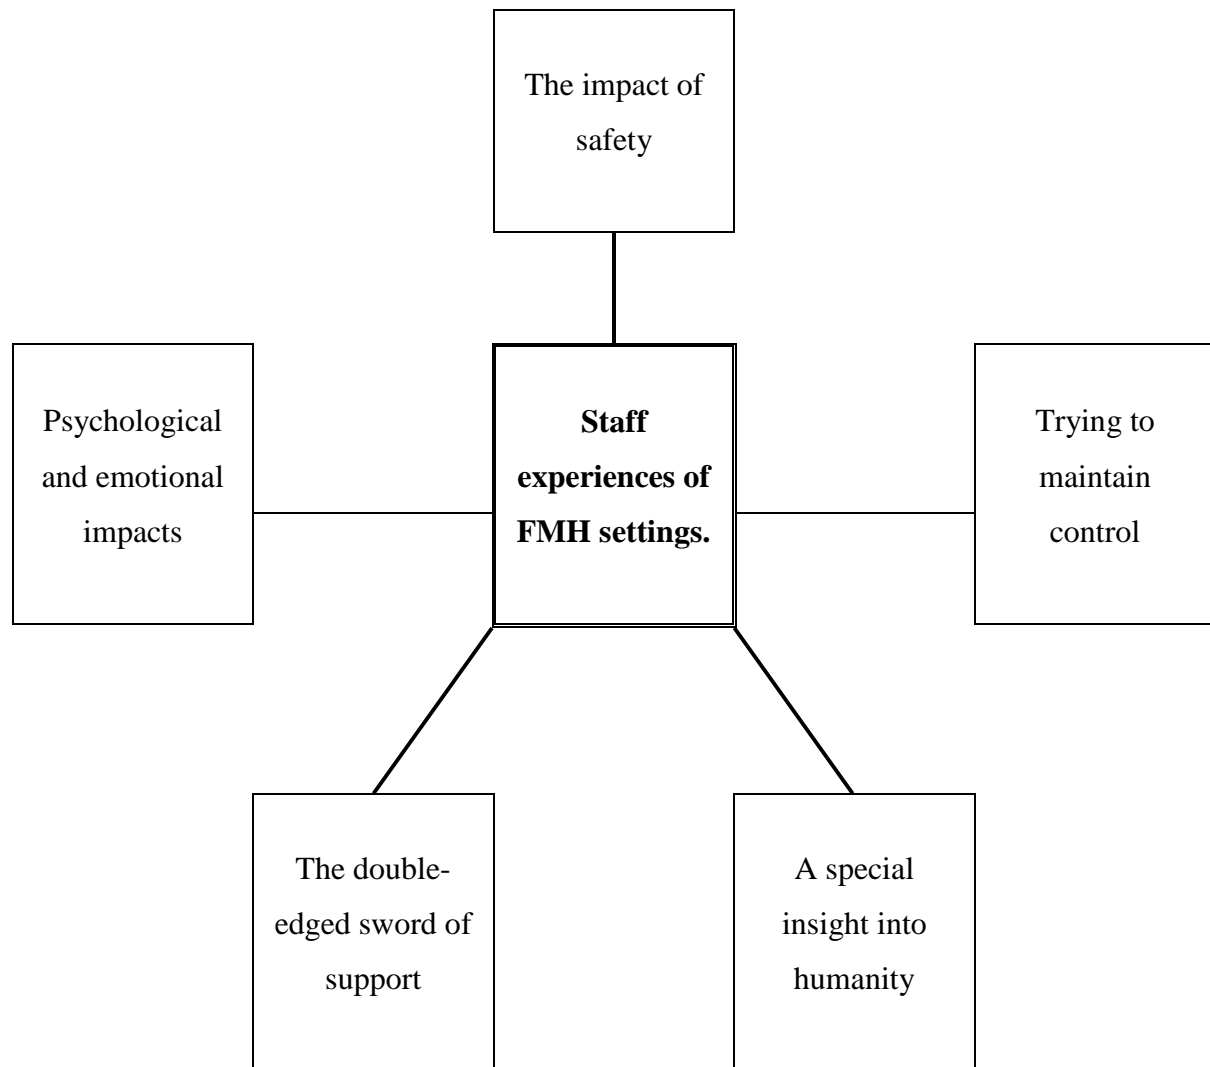 The impact of
safety
Psychological
and emotional
impacts
Staff
experiences of
FMH settings.
Trying to
maintain
control
The double-
edged sword of
support
A special
insight into
humanity